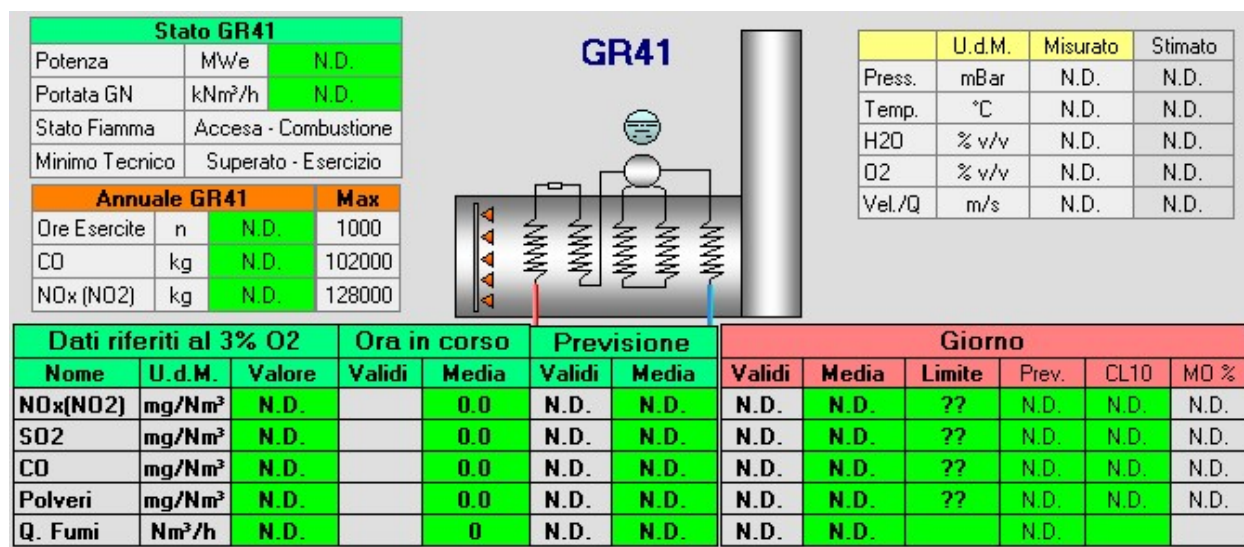 Stato GR41
Potenza MWe N.D.
Portata GN kNm³/h N.D.
Stato Fiamma Accesa - Combustione
Minimo Tecnico Superato - Esercizio
Annuale GR41 Max
Ore Esercite n N.D. 1000
CO kg N.D. 102000
NOx (NO2) kg N.D. 128000
GR41
U.d.M. Misurato Stimato
Press. mBar N.D. N.D.
Temp. °C N.D. N.D.
H2O % v/v N.D. N.D.
O2 % v/v N.D. N.D.
Vel./Q m/s N.D. N.D.
Dati riferiti al 3% O2 Ora in corso Previsione Giorno
Nome U.d.M. Valore Validi Media Validi Media Validi Media Limite Prev. CL10 MO %
NOx(NO2) mg/Nm³ N.D. 0.0 N.D. N.D. N.D. N.D. ?? N.D. N.D. N.D.
SO2 mg/Nm³ N.D. 0.0 N.D. N.D. N.D. N.D. ?? N.D. N.D. N.D.
CO mg/Nm³ N.D. 0.0 N.D. N.D. N.D. N.D. ?? N.D. N.D. N.D.
Polveri mg/Nm³ N.D. 0.0 N.D. N.D. N.D. N.D. ?? N.D. N.D. N.D.
Q. Fumi Nm³/h N.D. 0 N.D. N.D. N.D. N.D. N.D.